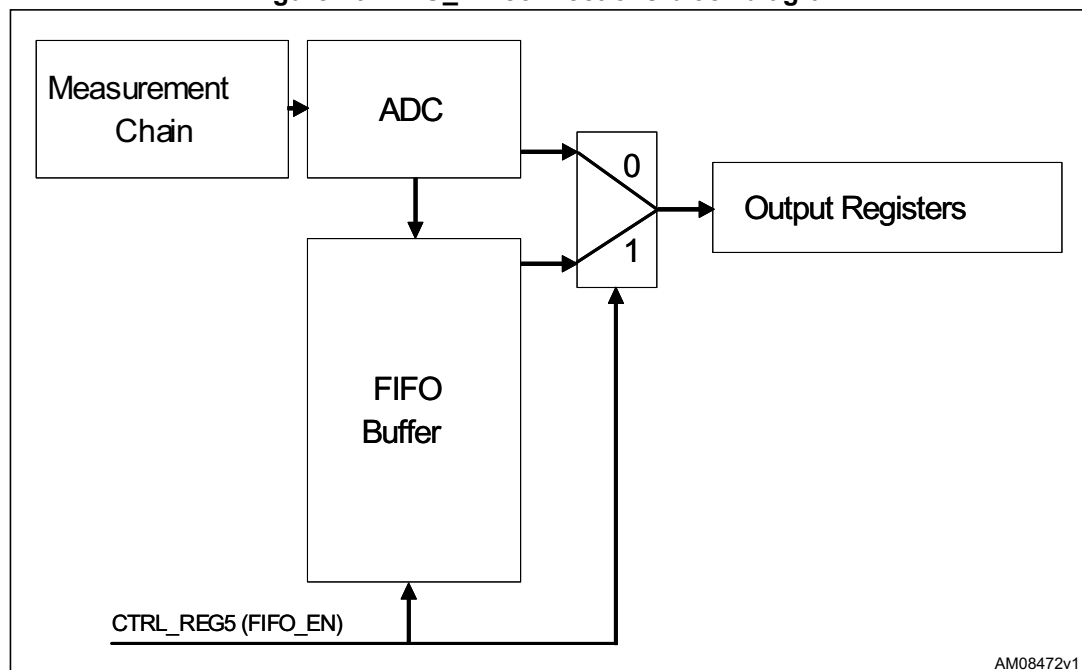 Measurement
Chain
ADC
0
1
Output Registers
FIFO
Buffer
CTRL_REG5 (FIFO_EN)
AM08472v1